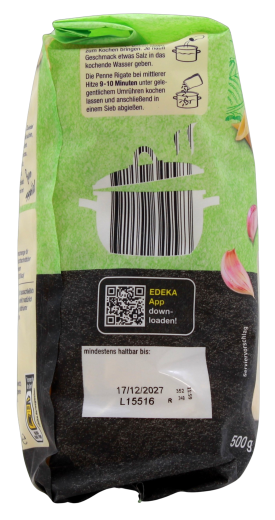 zum Kochen bringen. Je nach
Geschmack etwas Salz in das
kochende Wasser geben.
Die Penne Rigate bei mittlerer
Hitze 9-10 Minuten unter gele-
gentlichem Umrühren kochen
lassen und anschließend in
einem Sieb abgießen.
EDEKA
App
down-
loaden!
mindestens haltbar bis:
17/12/2027
L15516 R
Serviervorschlag
500 g